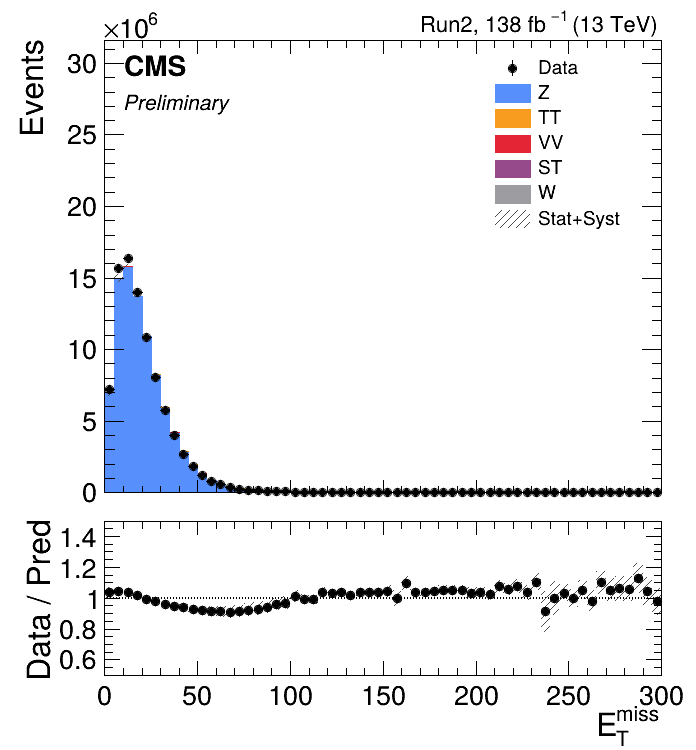 ×10⁶
Run2, 138 fb⁻¹ (13 TeV)
Events
CMS
Preliminary
Data
Z
TT
VV
ST
W
Stat+Syst
30
25
20
15
10
5
0
Data / Pred
1.4
1.2
1
0.8
0.6
0 50 100 150 200 250 300
E_T^miss